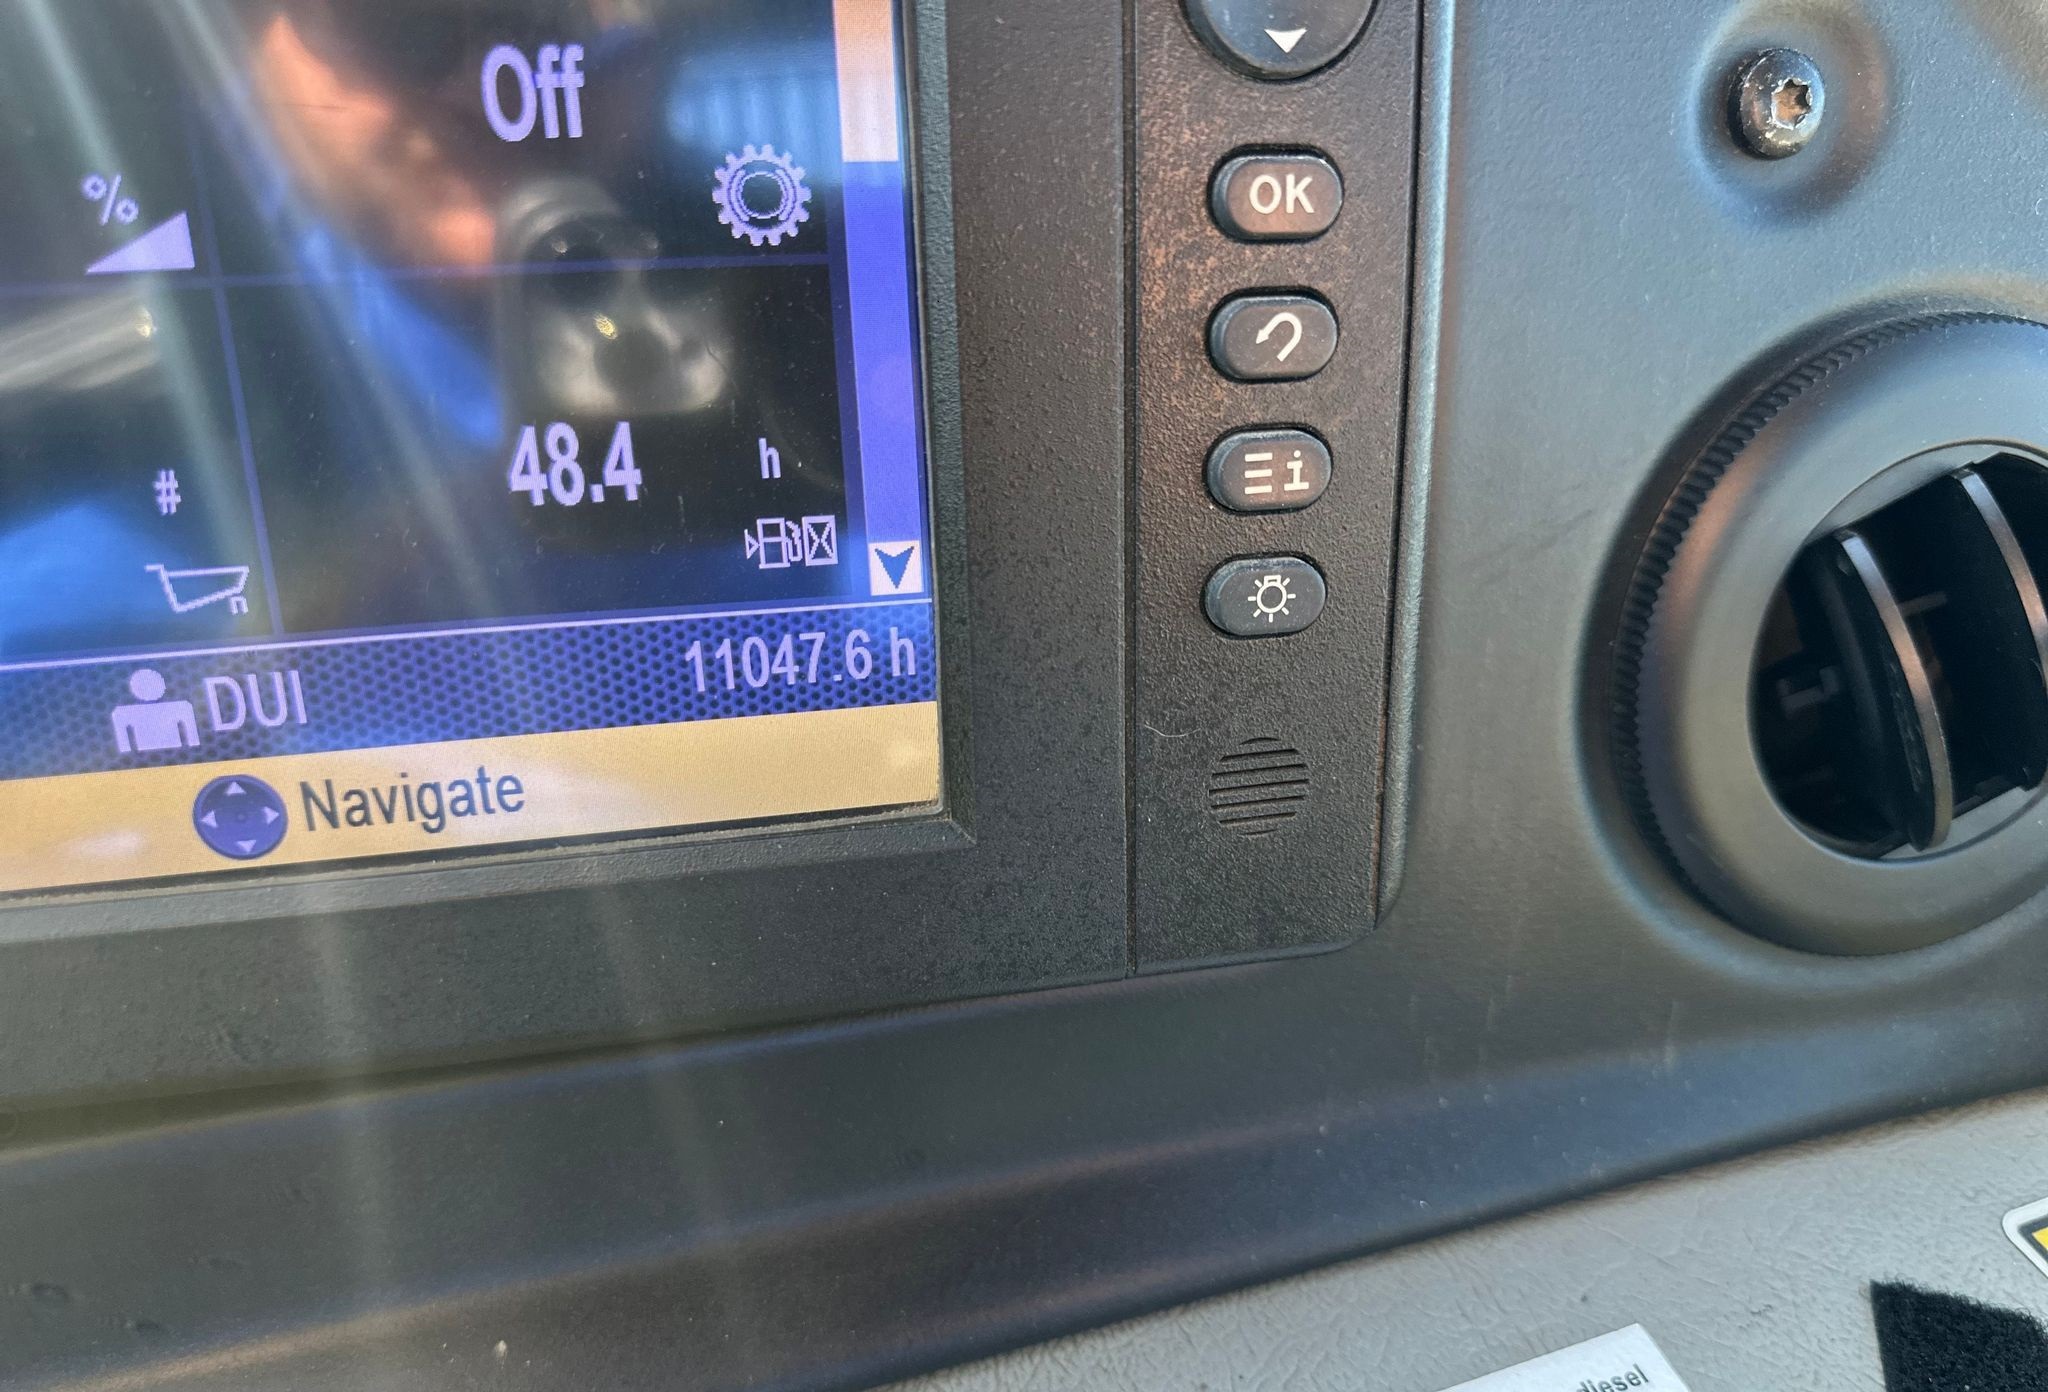 Off
%
OK
48.4 h
#
i
DUI 11047.6 h
Navigate
diesel